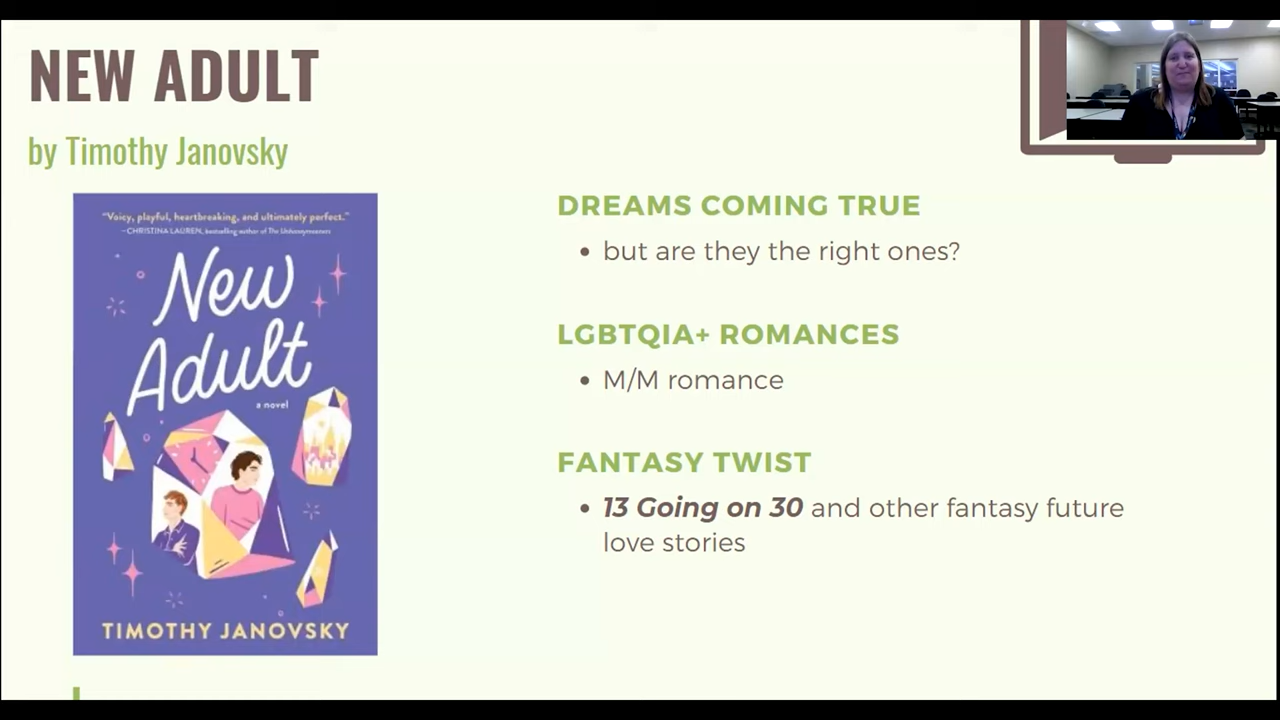 NEW ADULT
by Timothy Janovsky
"Voicy, playful, heartbreaking, and ultimately perfect."
–CHRISTINA LAUREN, bestselling author of The Unhoneymooners
New
Adult
a novel
TIMOTHY JANOVSKY
DREAMS COMING TRUE
• but are they the right ones?
LGBTQIA+ ROMANCES
• M/M romance
FANTASY TWIST
• 13 Going on 30 and other fantasy future
love stories